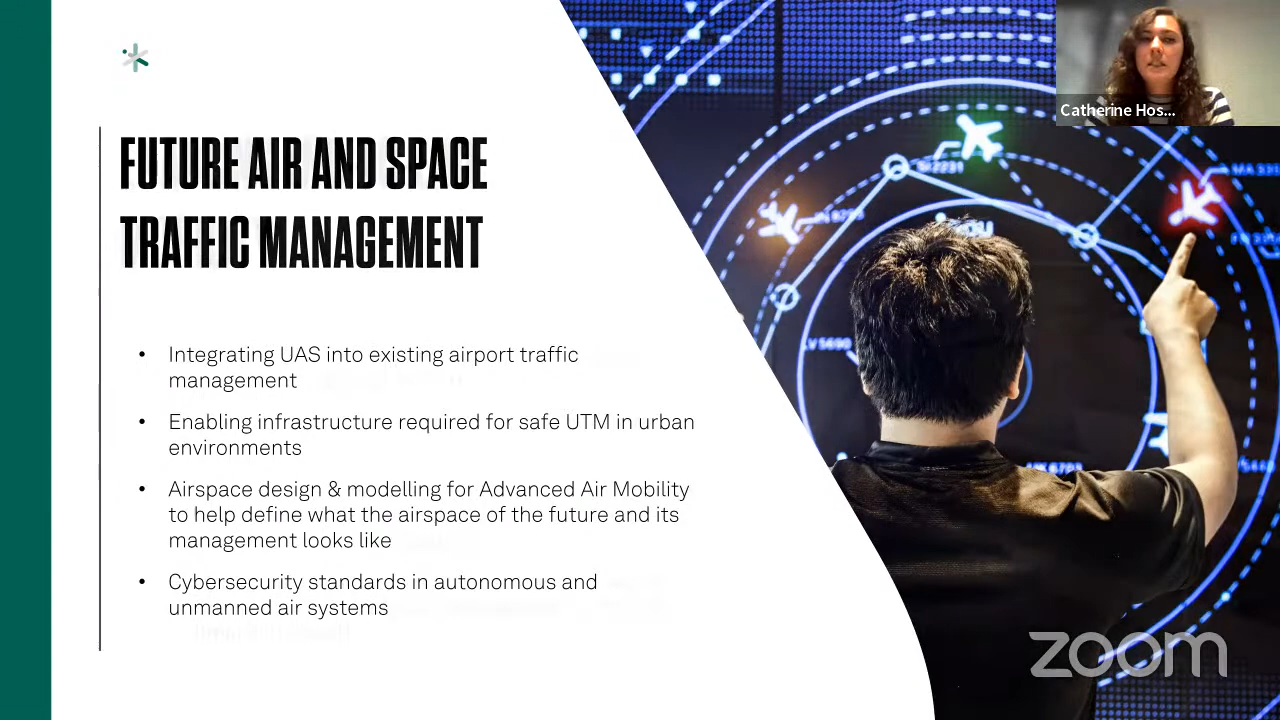 FUTURE AIR AND SPACE
TRAFFIC MANAGEMENT
• Integrating UAS into existing airport traffic
management
• Enabling infrastructure required for safe UTM in urban
environments
• Airspace design & modelling for Advanced Air Mobility
to help define what the airspace of the future and its
management looks like
• Cybersecurity standards in autonomous and
unmanned air systems
Catherine Hos...
zoom